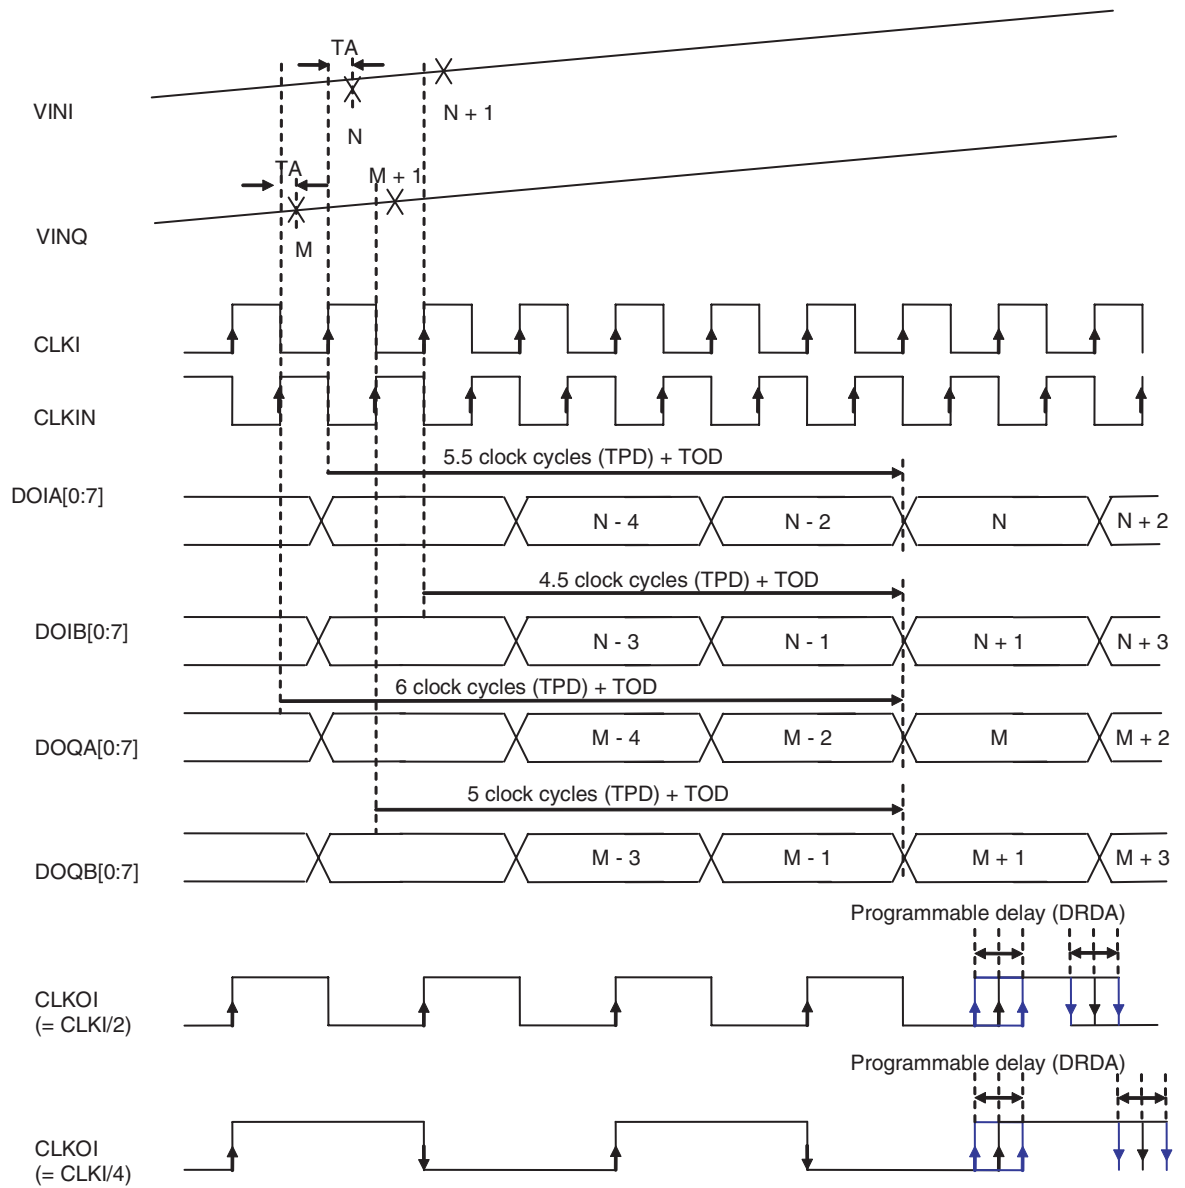 TA
VINI
N + 1
N
TA
M + 1
VINQ
M
CLKI
CLKIN
5.5 clock cycles (TPD) + TOD
DOIA[0:7]
N - 4
N - 2
N
N + 2
4.5 clock cycles (TPD) + TOD
DOIB[0:7]
N - 3
N - 1
N + 1
N + 3
6 clock cycles (TPD) + TOD
DOQA[0:7]
M - 4
M - 2
M
M + 2
5 clock cycles (TPD) + TOD
DOQB[0:7]
M - 3
M - 1
M + 1
M + 3
Programmable delay (DRDA)
CLKOI
(= CLKI/2)
Programmable delay (DRDA)
CLKOI
(= CLKI/4)